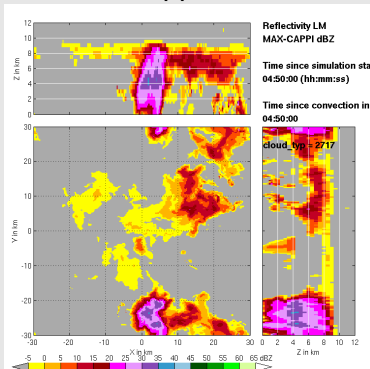 Reflectivity LM
MAX-CAPPI dBZ
Time since simulation sta
04:50:00 (hh:mm:ss)
Time since convection in
04:50:00
cloud_typ = 2717
12
10
8
6
4
2
0
Z in km
30
20
10
0
-10
-20
-30
Y in km
-30 -20 -10 0 10 20 30
X in km
0 2 4 6 8 10 12
Z in km
-5 0 5 10 15 20 25 30 35 40 45 50 55 60 65 dBZ